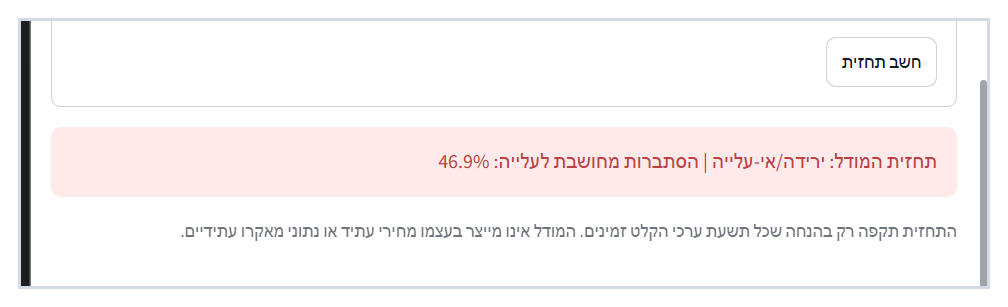 חשב תחזית
תחזית המודל: ירידה/אי-עלייה | הסתברות מחושבת לעלייה: 46.9%
התחזית תקפה רק בהנחה שכל תשעת ערכי הקלט זמינים. המודל אינו מייצר בעצמו מחירי עתיד או נתוני מאקרו עתידיים.